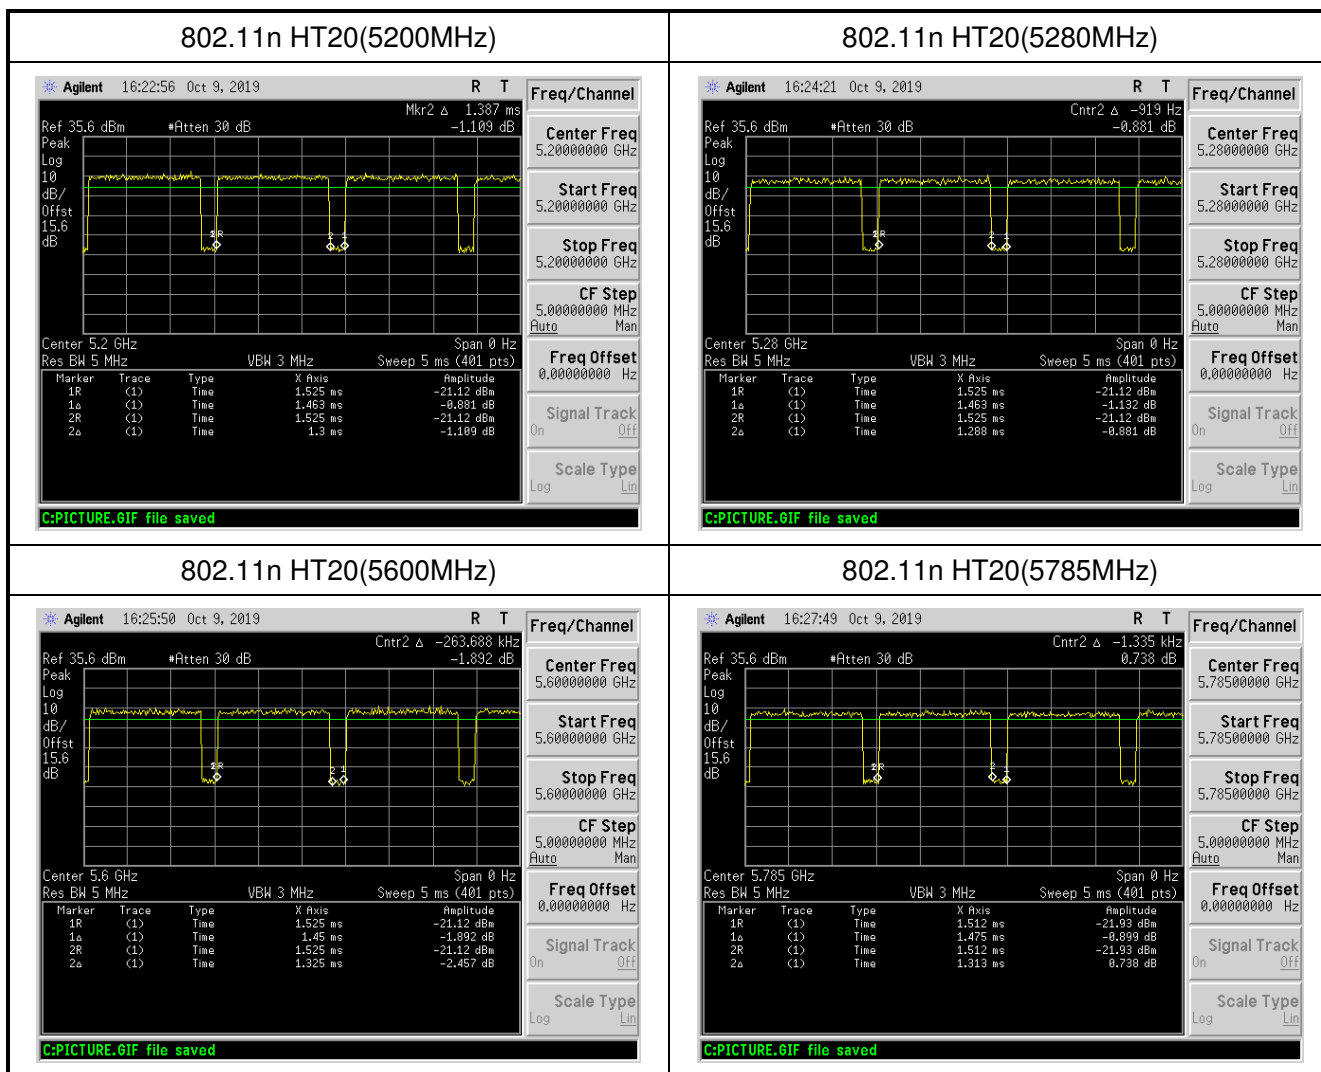 802.11n HT20(5200MHz)
Agilent 16:22:56 Oct 9, 2019 R T
Freq/Channel
Mkr2 Δ 1.387 ms
Ref 35.6 dBm #Atten 30 dB -1.109 dB
Peak
Log
10
dB/
Offst
15.6
dB
2R
2 1
Center 5.2 GHz Span 0 Hz
Res BW 5 MHz VBW 3 MHz Sweep 5 ms (401 pts)
Marker Trace Type X Axis Amplitude
1R (1) Time 1.525 ms -21.12 dBm
1Δ (1) Time 1.463 ms -0.881 dB
2R (1) Time 1.525 ms -21.12 dBm
2Δ (1) Time 1.3 ms -1.109 dB
C:PICTURE.GIF file saved
Center Freq
5.20000000 GHz
Start Freq
5.20000000 GHz
Stop Freq
5.20000000 GHz
CF Step
5.00000000 MHz
Auto Man
Freq Offset
0.00000000 Hz
Signal Track
On Off
Scale Type
Log Lin
802.11n HT20(5280MHz)
Agilent 16:24:21 Oct 9, 2019 R T
Freq/Channel
Cntr2 Δ -919 Hz
Ref 35.6 dBm #Atten 30 dB -0.881 dB
Peak
Log
10
dB/
Offst
15.6
dB
2R
2 1
Center 5.28 GHz Span 0 Hz
Res BW 5 MHz VBW 3 MHz Sweep 5 ms (401 pts)
Marker Trace Type X Axis Amplitude
1R (1) Time 1.525 ms -21.12 dBm
1Δ (1) Time 1.463 ms -1.132 dB
2R (1) Time 1.525 ms -21.12 dBm
2Δ (1) Time 1.288 ms -0.881 dB
C:PICTURE.GIF file saved
Center Freq
5.28000000 GHz
Start Freq
5.28000000 GHz
Stop Freq
5.28000000 GHz
CF Step
5.00000000 MHz
Auto Man
Freq Offset
0.00000000 Hz
Signal Track
On Off
Scale Type
Log Lin
802.11n HT20(5600MHz)
Agilent 16:25:50 Oct 9, 2019 R T
Freq/Channel
Cntr2 Δ -263.688 kHz
Ref 35.6 dBm #Atten 30 dB -1.892 dB
Peak
Log
10
dB/
Offst
15.6
dB
2R
2 1
Center 5.6 GHz Span 0 Hz
Res BW 5 MHz VBW 3 MHz Sweep 5 ms (401 pts)
Marker Trace Type X Axis Amplitude
1R (1) Time 1.525 ms -21.12 dBm
1Δ (1) Time 1.45 ms -1.892 dB
2R (1) Time 1.525 ms -21.12 dBm
2Δ (1) Time 1.325 ms -2.457 dB
C:PICTURE.GIF file saved
Center Freq
5.60000000 GHz
Start Freq
5.60000000 GHz
Stop Freq
5.60000000 GHz
CF Step
5.00000000 MHz
Auto Man
Freq Offset
0.00000000 Hz
Signal Track
On Off
Scale Type
Log Lin
802.11n HT20(5785MHz)
Agilent 16:27:49 Oct 9, 2019 R T
Freq/Channel
Cntr2 Δ -1.335 kHz
Ref 35.6 dBm #Atten 30 dB 0.738 dB
Peak
Log
10
dB/
Offst
15.6
dB
2R
2 1
Center 5.785 GHz Span 0 Hz
Res BW 5 MHz VBW 3 MHz Sweep 5 ms (401 pts)
Marker Trace Type X Axis Amplitude
1R (1) Time 1.512 ms -21.93 dBm
1Δ (1) Time 1.475 ms -0.899 dB
2R (1) Time 1.512 ms -21.93 dBm
2Δ (1) Time 1.313 ms 0.738 dB
C:PICTURE.GIF file saved
Center Freq
5.78500000 GHz
Start Freq
5.78500000 GHz
Stop Freq
5.78500000 GHz
CF Step
5.00000000 MHz
Auto Man
Freq Offset
0.00000000 Hz
Signal Track
On Off
Scale Type
Log Lin